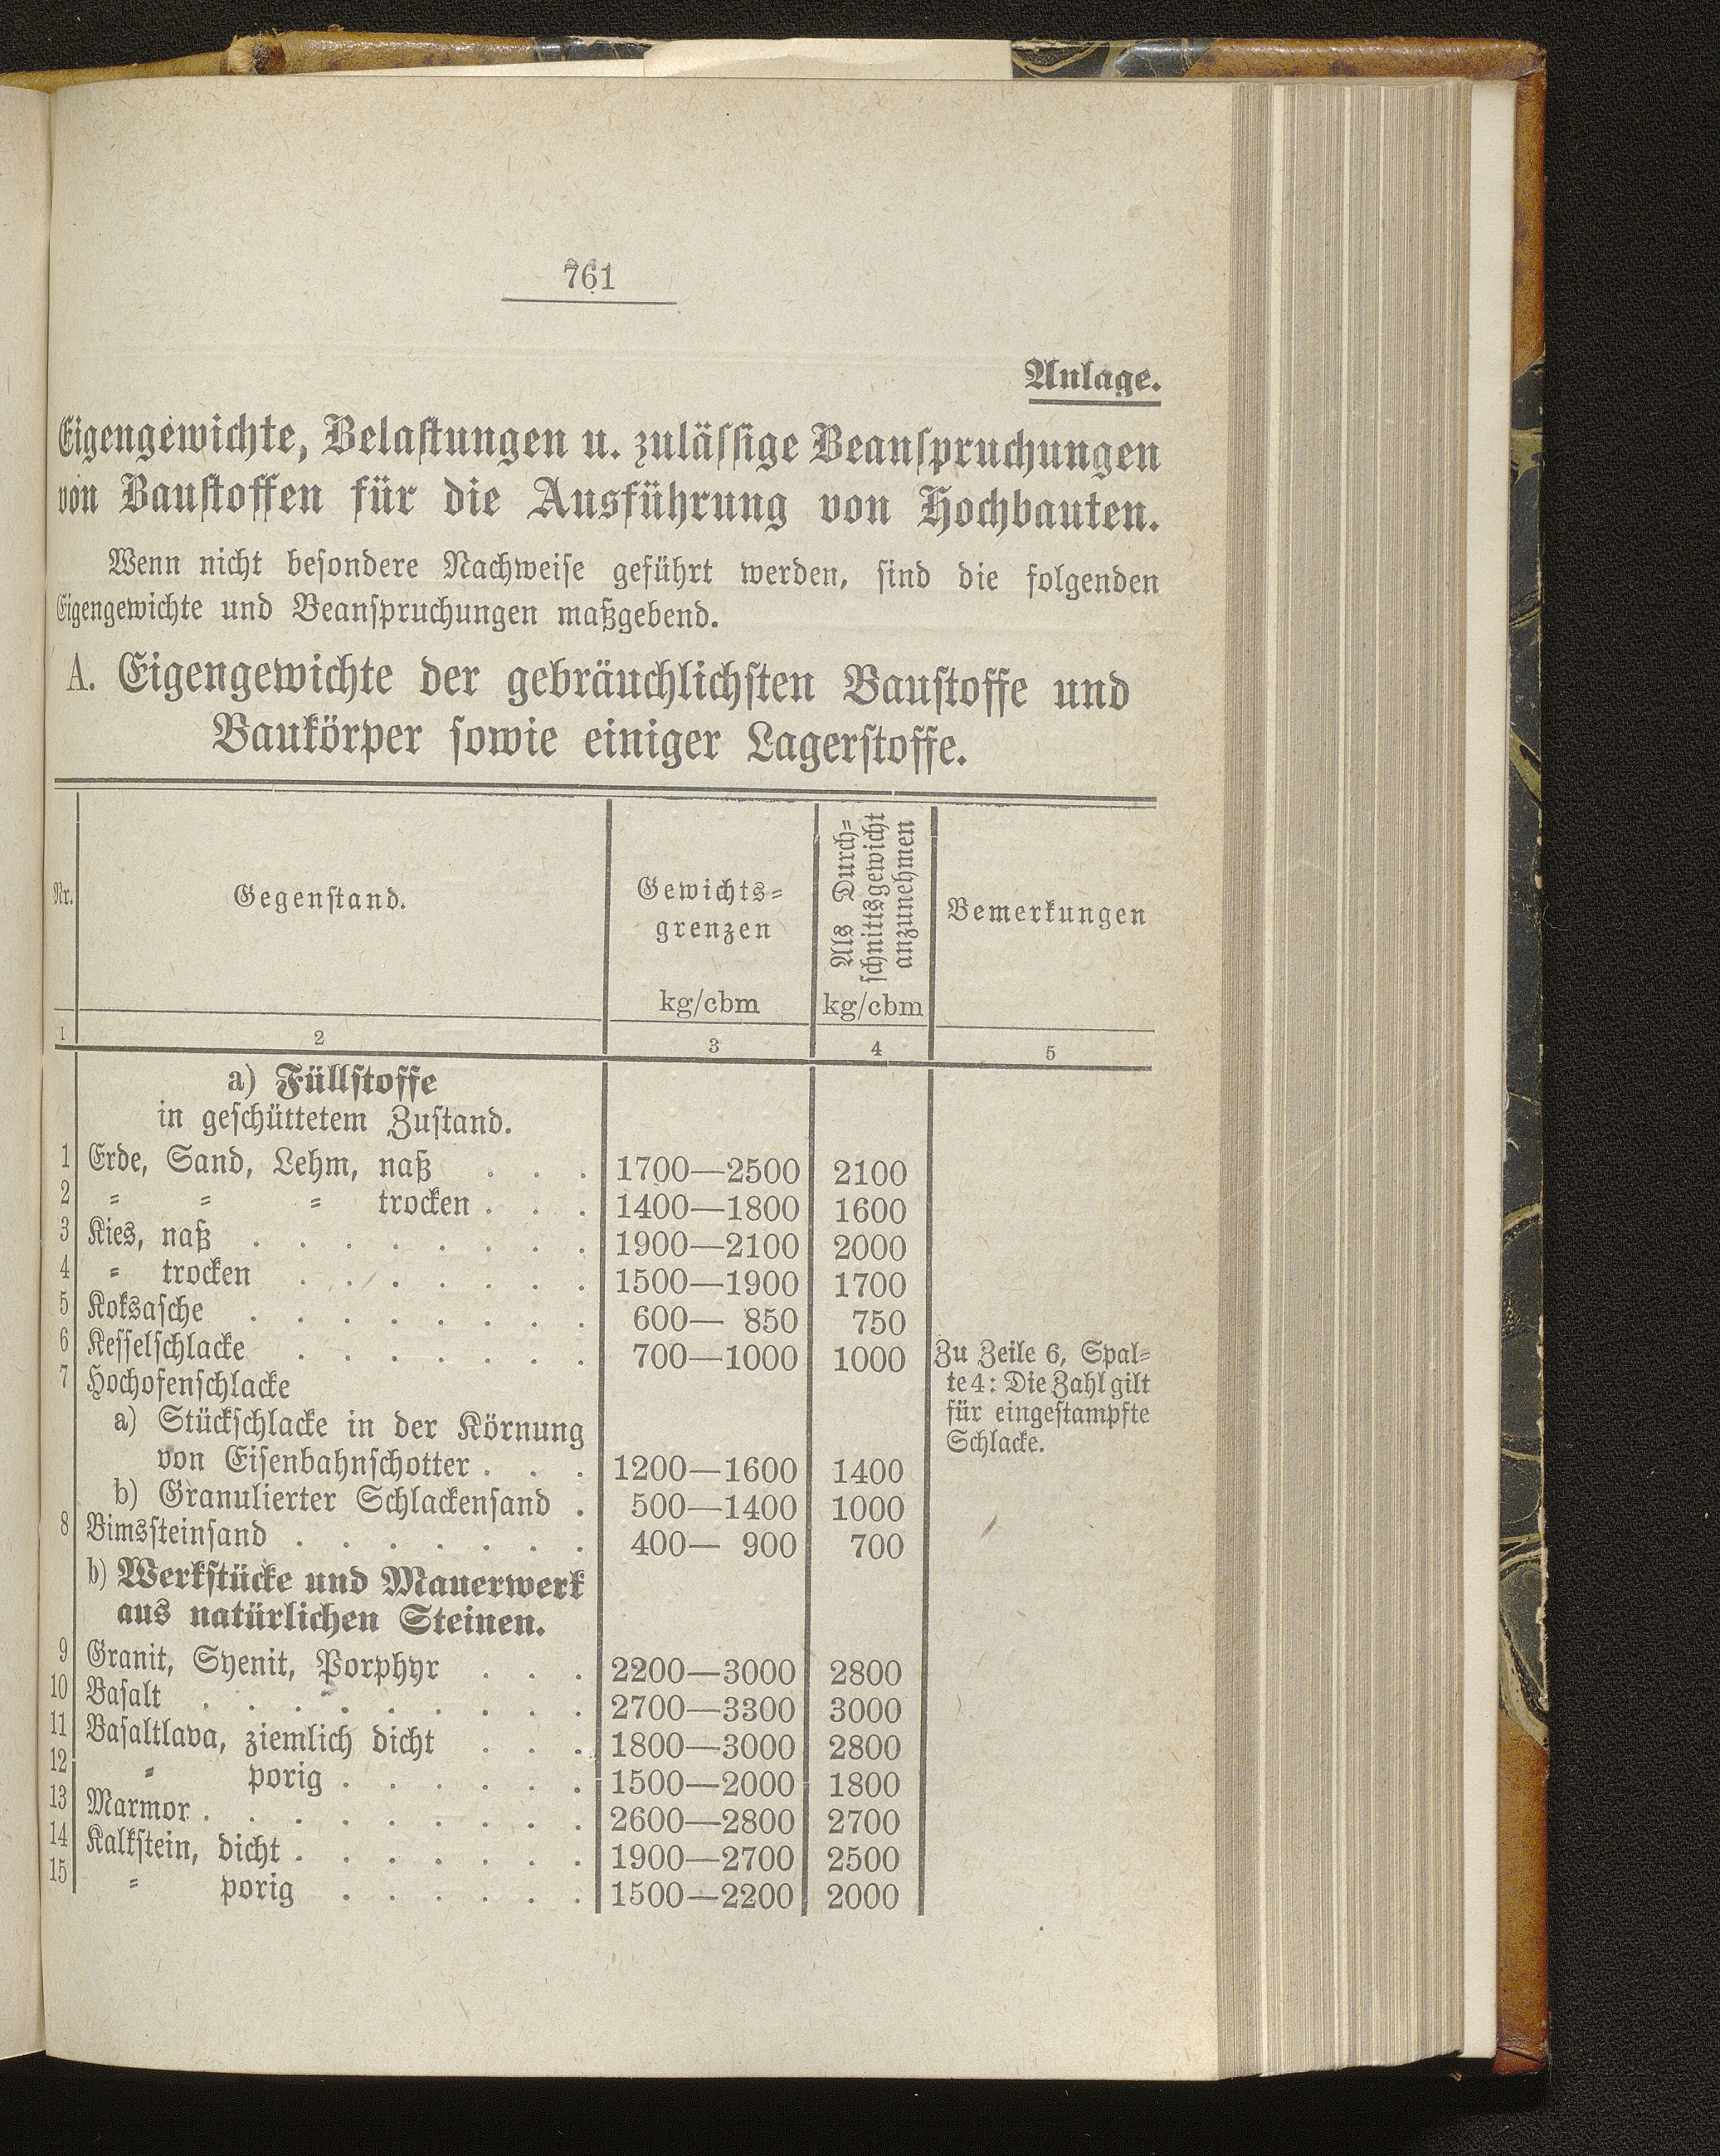 761
Anlage.
Eigengewichte, Belastungen u. zulässige Beanspruchungen
von Baustoffen für die Ausführung von Hochbauten.
Wenn nicht besondere Nachweise geführt werden, sind die folgenden
Eigengewichte und Beanspruchungen maßgebend.
A. Eigengewichte der gebräuchlichsten Baustoffe und
Baukörper sowie einiger Lagerstoffe.
Nr. Gegenstand. Gewichts=
grenzen
kg/cbm
Als Durch=
schnittsgewicht
anzunehmen
kg/cbm
Bemerkungen
1 2 3 4 5
a) Füllstoffe
in geschüttetem Zustand.
1 Erde, Sand, Lehm, naß . . . 1700—2500 2100
2 = = = trocken . . . 1400—1800 1600
3 Kies, naß . . . . . . . . 1900—2100 2000
4 = trocken . . . . . . . 1500—1900 1700
5 Koksasche . . . . . . . . 600— 850 750
6 Kesselschlacke . . . . . . . 700—1000 1000
Zu Zeile 6, Spal=
te 4: Die Zahl gilt
für eingestampfte
Schlacke.
7 Hochofenschlacke
a) Stückschlacke in der Körnung
von Eisenbahnschotter . . . 1200—1600 1400
b) Granulierter Schlackensand . 500—1400 1000
8 Bimssteinsand . . . . . . . 400— 900 700
b) Werkstücke und Mauerwerk
aus natürlichen Steinen.
9 Granit, Syenit, Porphyr . . . 2200—3000 2800
10 Basalt . . . . . . . . . 2700—3300 3000
11 Basaltlava, ziemlich dicht . . . 1800—3000 2800
12 = porig . . . . . . 1500—2000 1800
13 Marmor . . . . . . . . . 2600—2800 2700
14 Kalkstein, dicht . . . . . . . 1900—2700 2500
15 = porig . . . . . . 1500—2200 2000